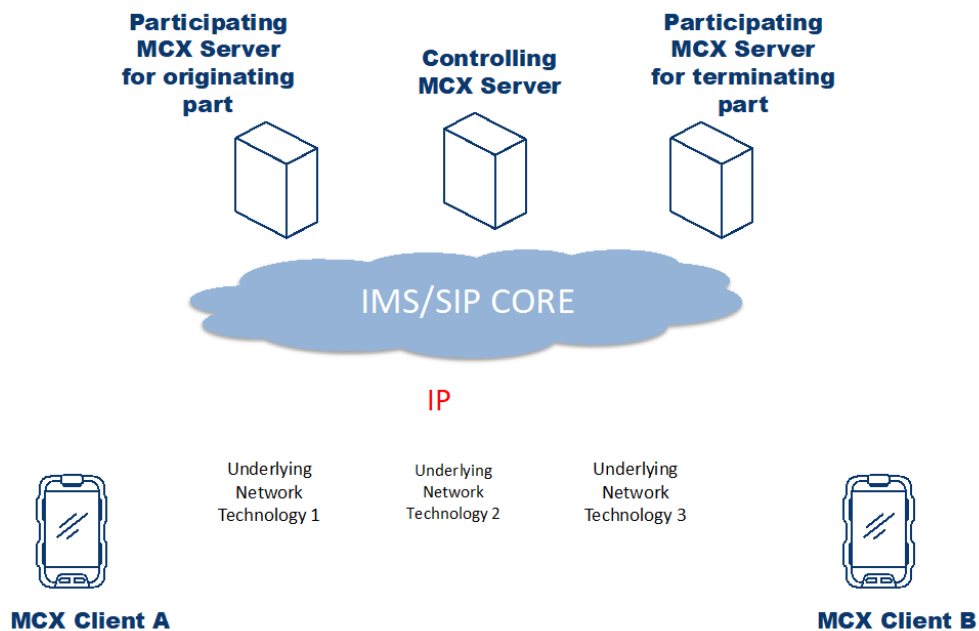 Participating
MCX Server
for originating
part
Controlling
MCX Server
Participating
MCX Server
for terminating
part
IMS/SIP CORE
IP
Underlying
Network
Technology 1
Underlying
Network
Technology 2
Underlying
Network
Technology 3
MCX Client A
MCX Client B